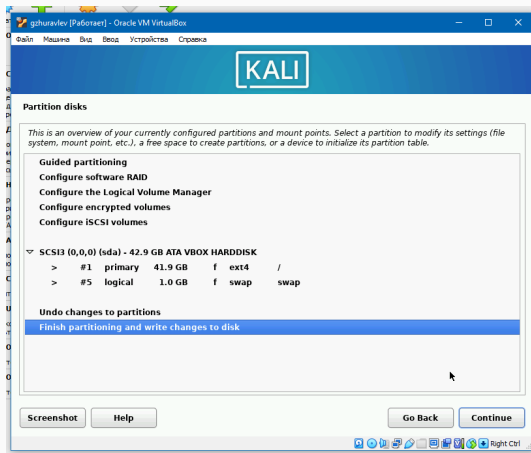 gzhuravlev [Работает] - Oracle VM VirtualBox
Файл Машина Вид Ввод Устройства Справка
KALI
Partition disks
This is an overview of your currently configured partitions and mount points. Select a partition to modify its settings (file
system, mount point, etc.), a free space to create partitions, or a device to initialize its partition table.
Guided partitioning
Configure software RAID
Configure the Logical Volume Manager
Configure encrypted volumes
Configure iSCSI volumes
SCSI3 (0,0,0) (sda) - 42.9 GB ATA VBOX HARDDISK
> #1 primary 41.9 GB f ext4 /
> #5 logical 1.0 GB f swap swap
Undo changes to partitions
Finish partitioning and write changes to disk
Screenshot Help Go Back Continue
Right Ctrl